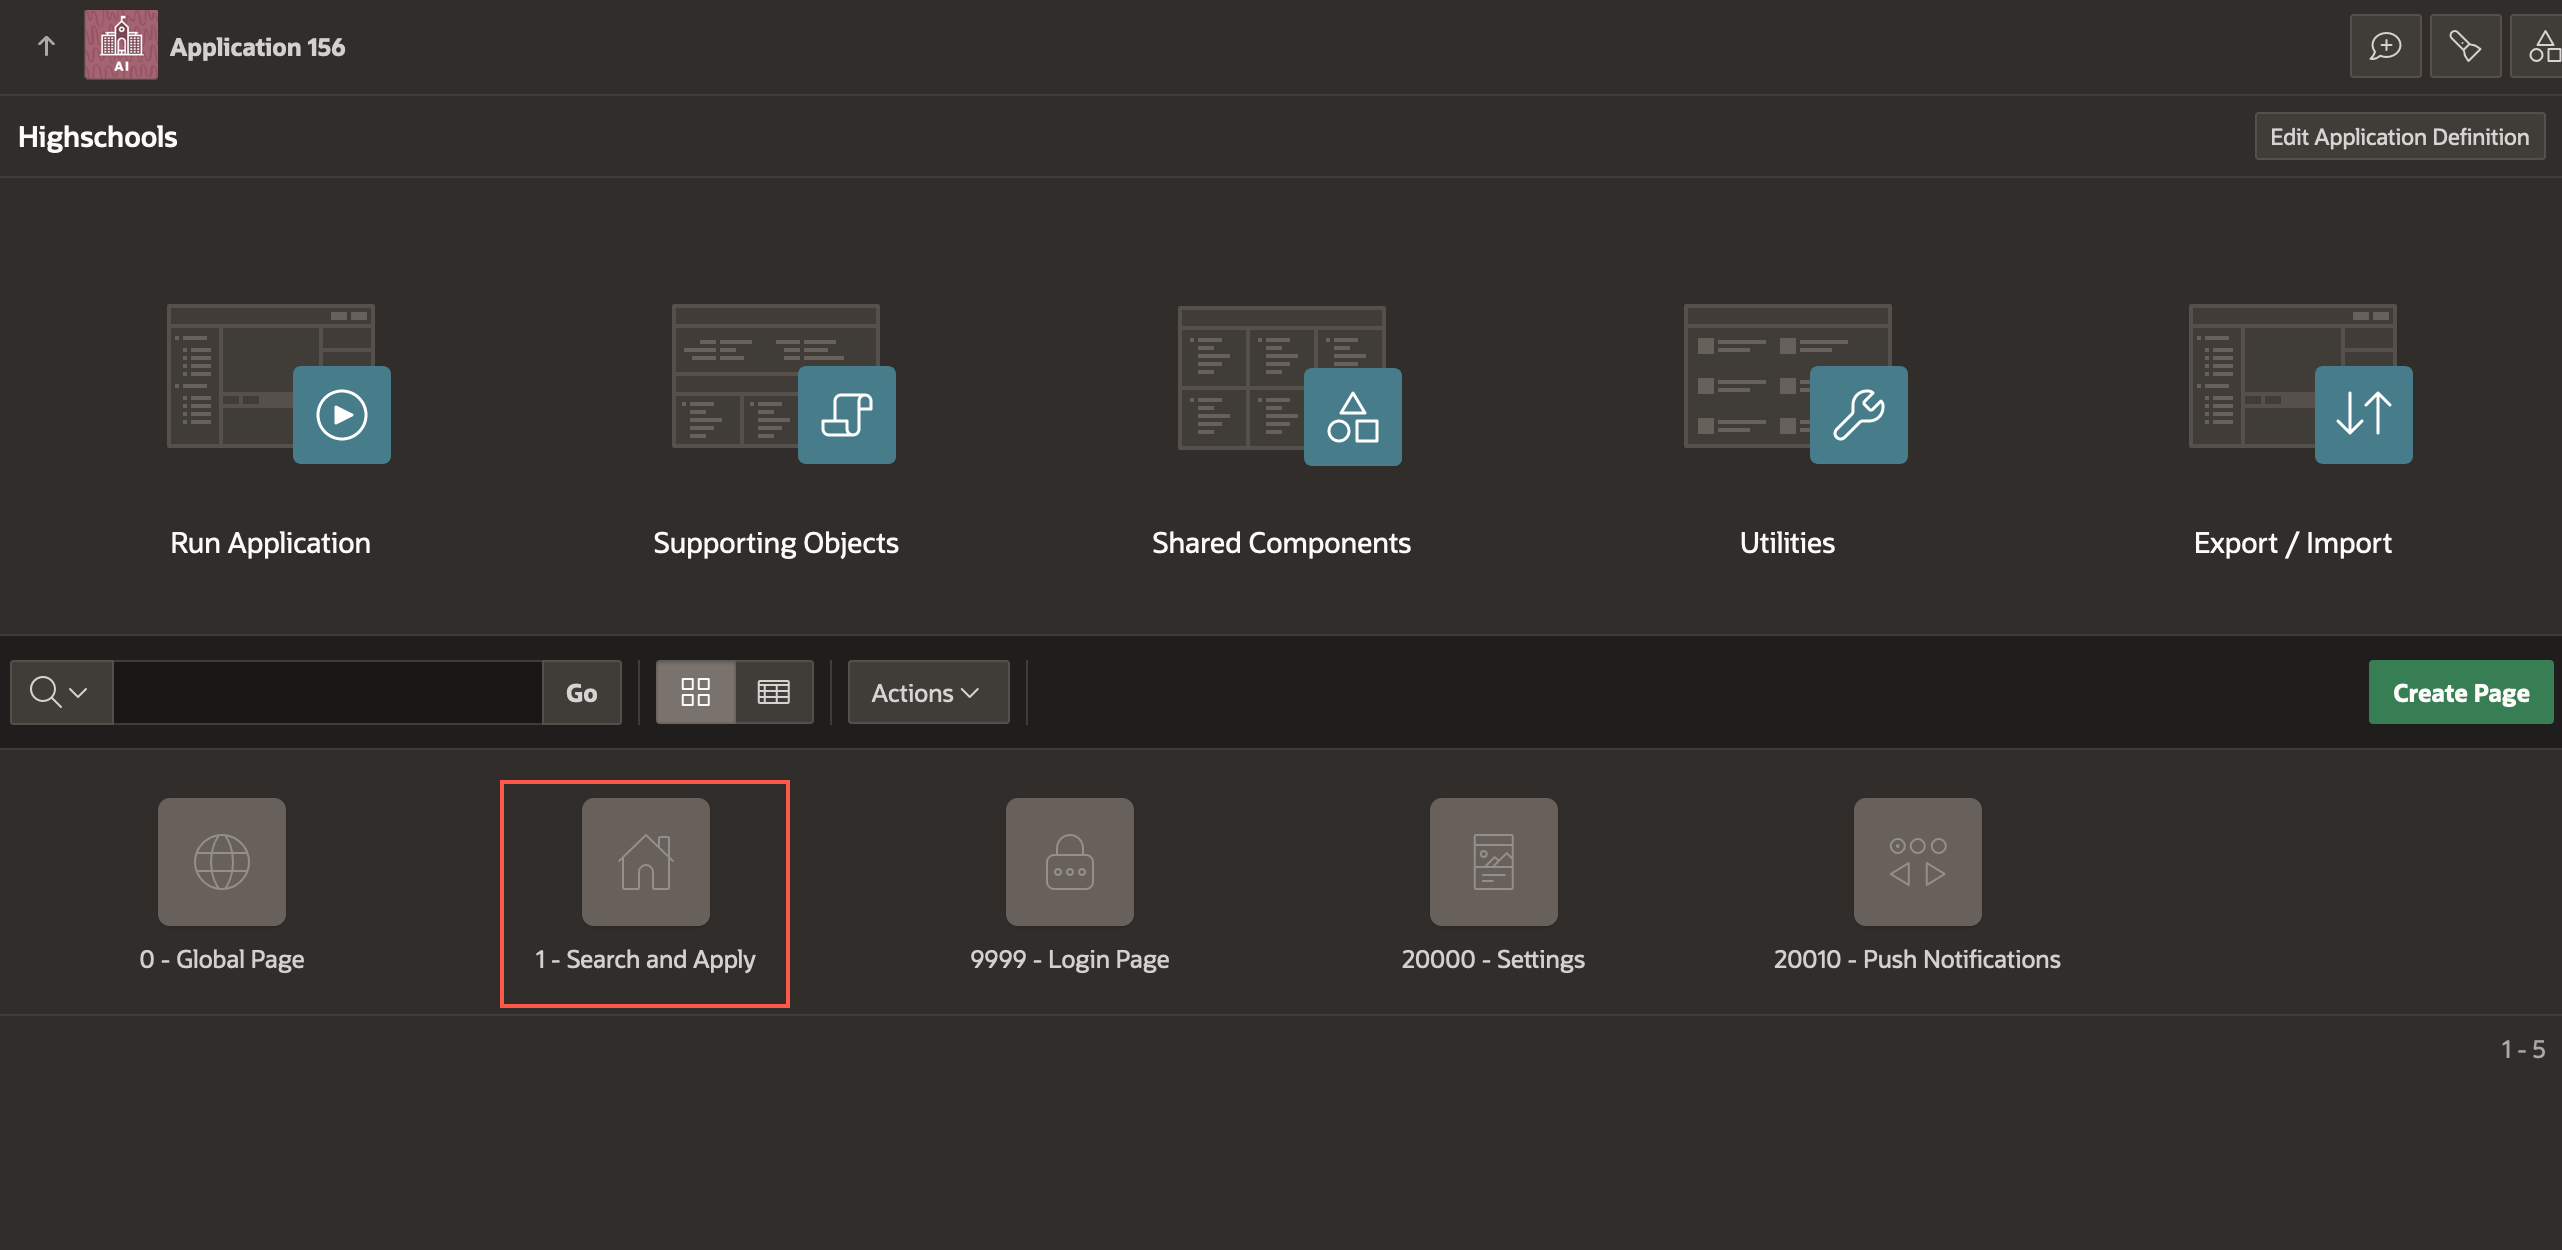 AI
Application 156
Highschools
Edit Application Definition
Run Application
Supporting Objects
Shared Components
Utilities
Export / Import
Go
Actions
Create Page
0 - Global Page
1 - Search and Apply
9999 - Login Page
20000 - Settings
20010 - Push Notifications
1 - 5